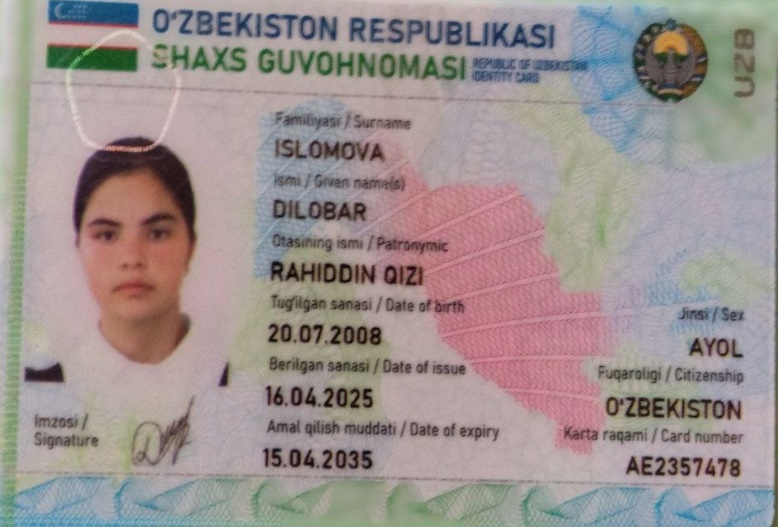 O'ZBEKISTON RESPUBLIKASI
SHAXS GUVOHNOMASI
REPUBLIC OF UZBEKISTAN
IDENTITY CARD
UZB
Familiyasi / Surname
ISLOMOVA
Ismi / Given name(s)
DILOBAR
Otasining ismi / Patronymic
RAHIDDIN QIZI
Tug'ilgan sanasi / Date of birth
20.07.2008
Jinsi / Sex
AYOL
Berilgan sanasi / Date of issue
16.04.2025
Fuqaroligi / Citizenship
O'ZBEKISTON
Amal qilish muddati / Date of expiry
15.04.2035
Karta raqami / Card number
AE2357478
Imzosi /
Signature